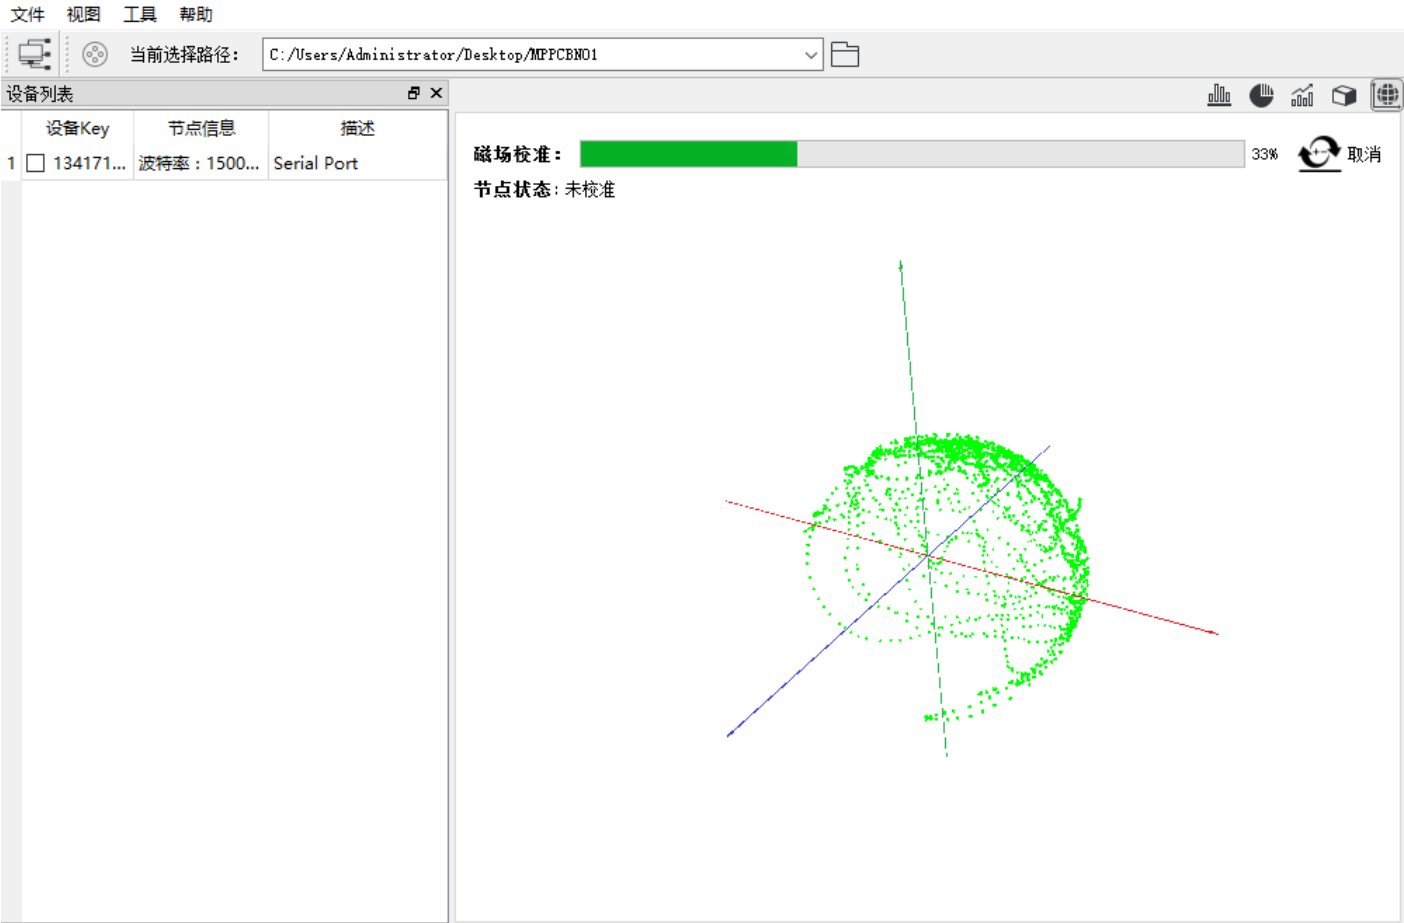 文件 视图 工具 帮助
当前选择路径： C:/Users/Administrator/Desktop/MPPCBNO1
设备列表
设备Key 节点信息 描述
1 134171... 波特率：1500... Serial Port
磁场校准： 33% 取消
节点状态：未校准